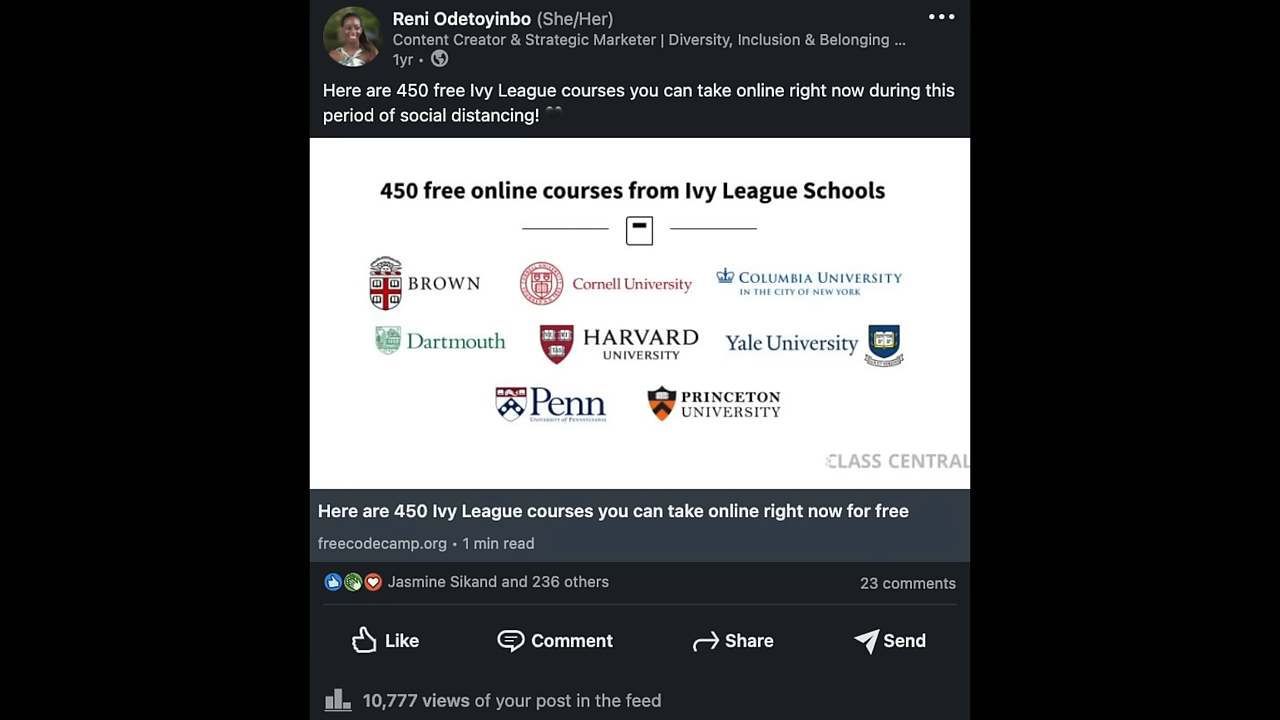 Reni Odetoyinbo (She/Her)
Content Creator & Strategic Marketer | Diversity, Inclusion & Belonging ...
1yr •
Here are 450 free Ivy League courses you can take online right now during this
period of social distancing! 🖤
450 free online courses from Ivy League Schools
BROWN
Cornell University
COLUMBIA UNIVERSITY
IN THE CITY OF NEW YORK
Dartmouth
HARVARD
UNIVERSITY
Yale University
Penn
UNIVERSITY OF PENNSYLVANIA
PRINCETON
UNIVERSITY
CLASS CENTRAL
Here are 450 Ivy League courses you can take online right now for free
freecodecamp.org • 1 min read
Jasmine Sikand and 236 others
23 comments
Like
Comment
Share
Send
10,777 views of your post in the feed